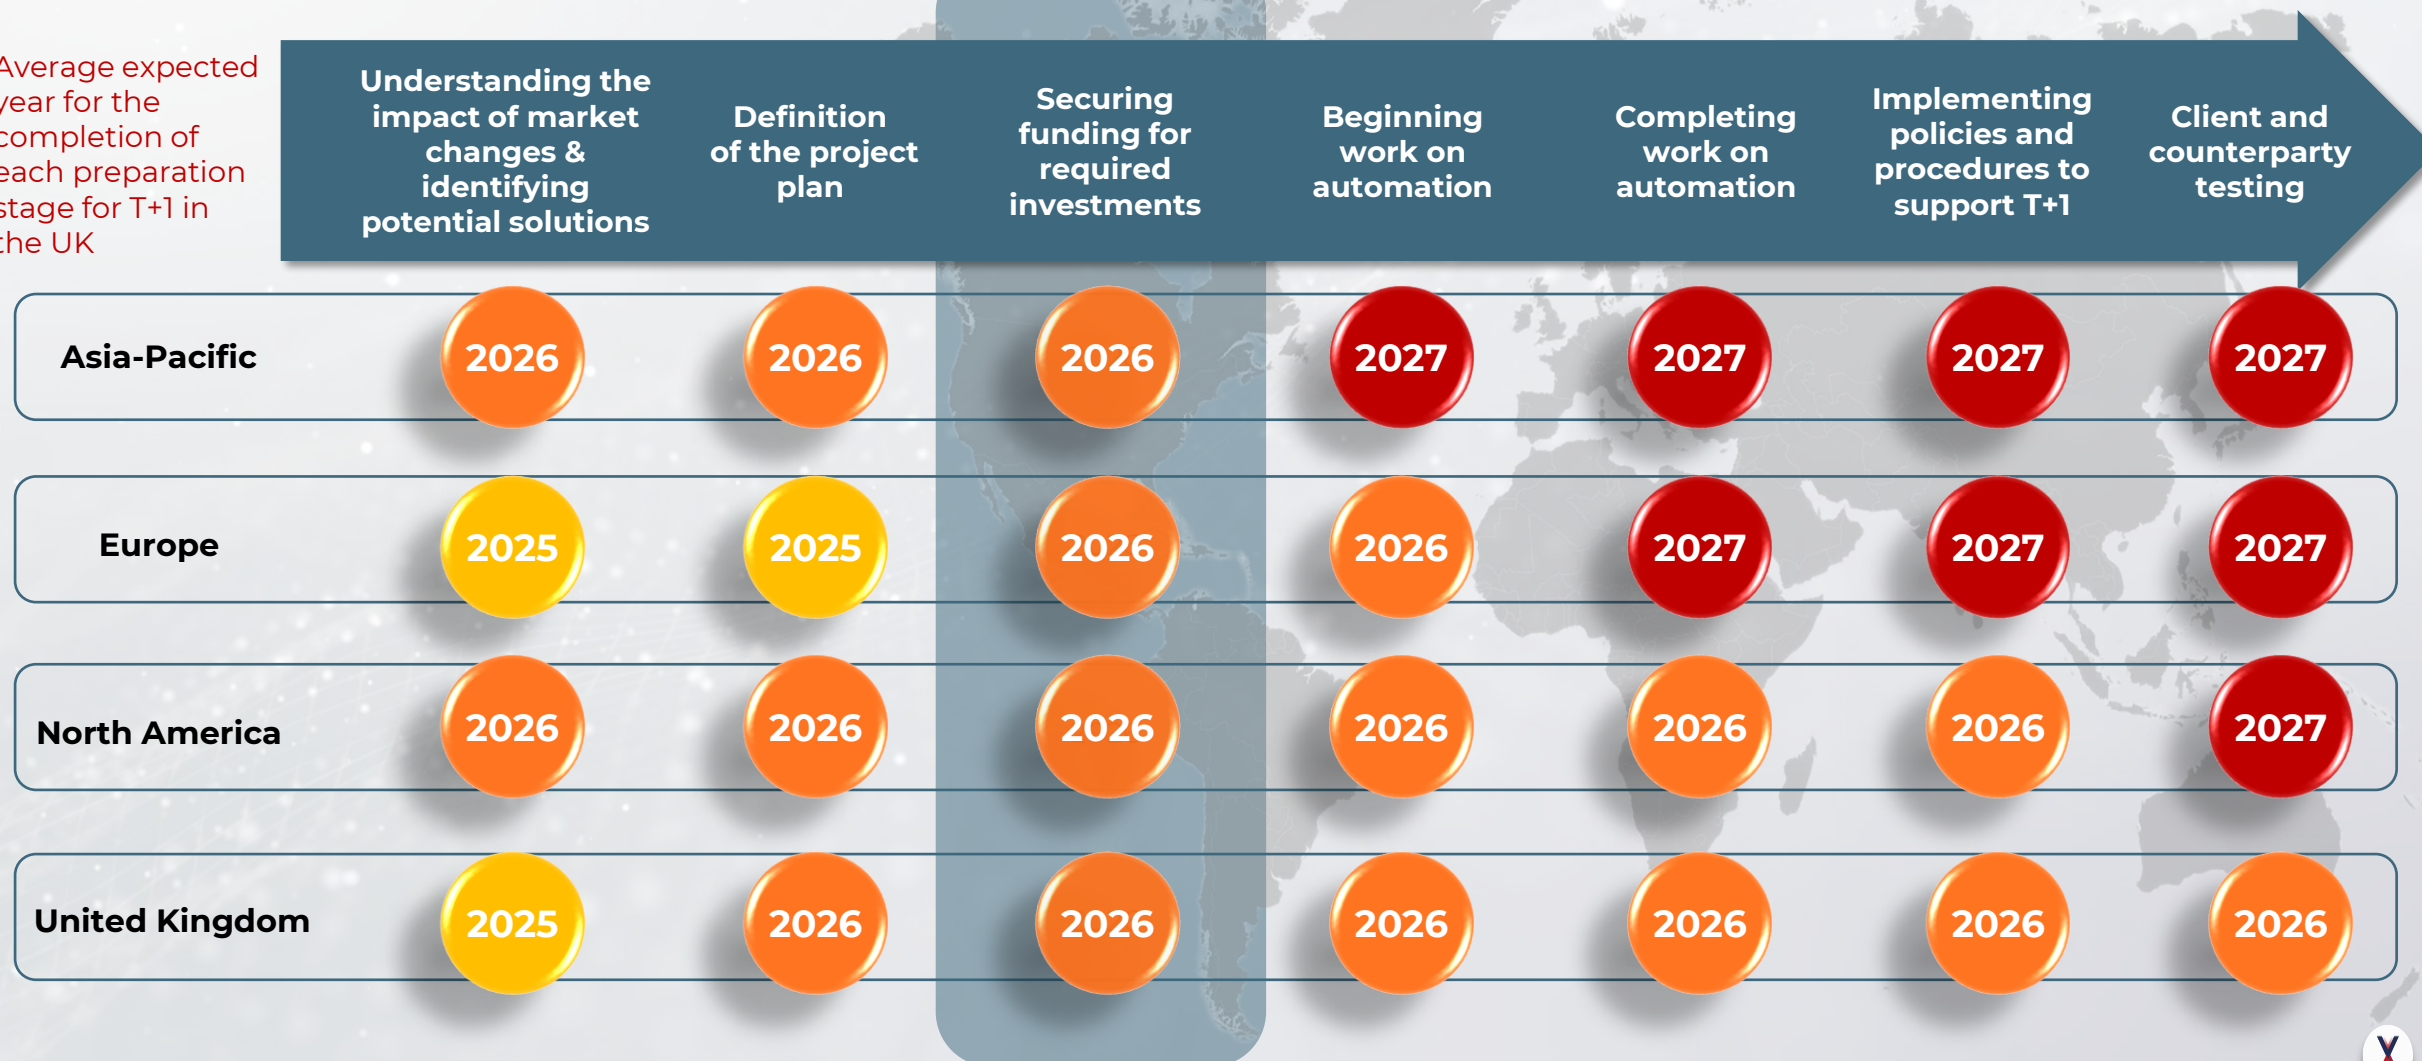 Average expected
year for the
completion of
each preparation
stage for T+1 in
the UK
Understanding the
impact of market
changes &
identifying
potential solutions
Definition
of the project
plan
Securing
funding for
required
investments
Beginning
work on
automation
Completing
work on
automation
Implementing
policies and
procedures to
support T+1
Client and
counterparty
testing
Asia-Pacific
2026
2026
2026
2027
2027
2027
2027
Europe
2025
2025
2026
2026
2027
2027
2027
North America
2026
2026
2026
2026
2026
2026
2027
United Kingdom
2025
2026
2026
2026
2026
2026
2026